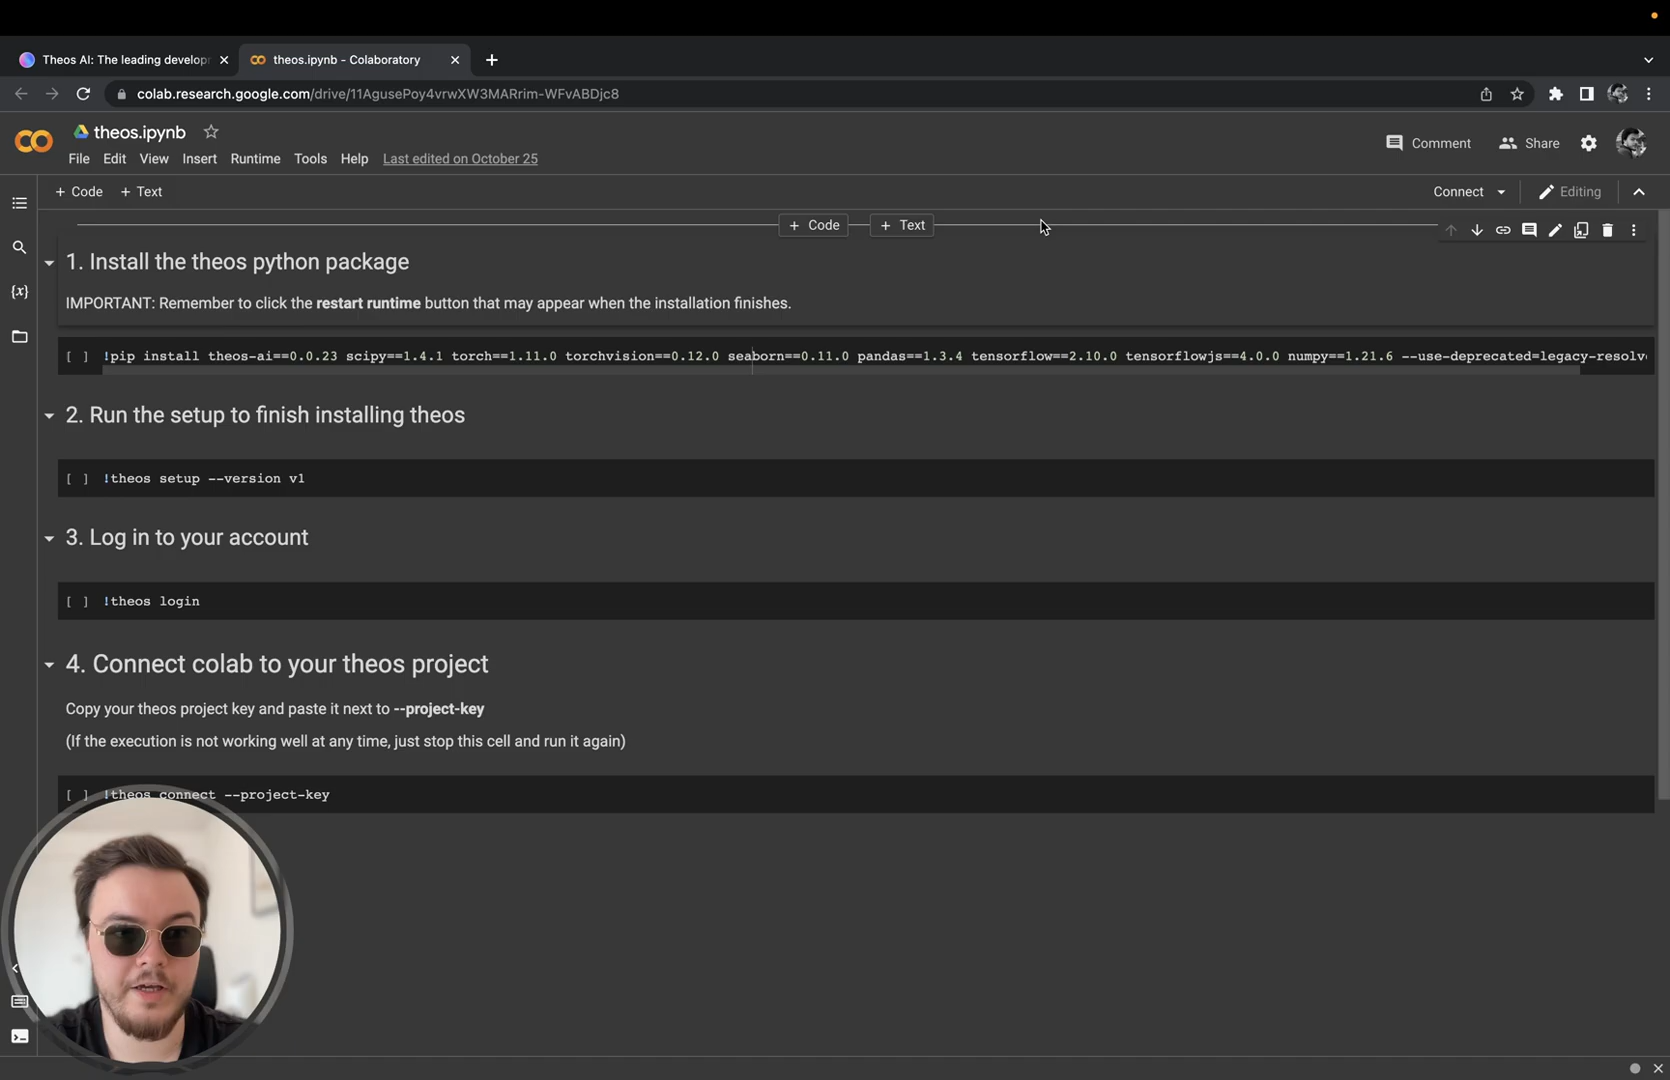 Theos AI: The leading develop
theos.ipynb - Colaboratory
colab.research.google.com/drive/11AgusePoy4vrwXW3MARrim-WFvABDjc8
theos.ipynb
File Edit View Insert Runtime Tools Help Last edited on October 25
Comment Share
+ Code + Text
Connect Editing
+ Code + Text
1. Install the theos python package
IMPORTANT: Remember to click the restart runtime button that may appear when the installation finishes.
[ ] !pip install theos-ai==0.0.23 scipy==1.4.1 torch==1.11.0 torchvision==0.12.0 seaborn==0.11.0 pandas==1.3.4 tensorflow==2.10.0 tensorflowjs==4.0.0 numpy==1.21.6 --use-deprecated=legacy-resolv
2. Run the setup to finish installing theos
[ ] !theos setup --version v1
3. Log in to your account
[ ] !theos login
4. Connect colab to your theos project
Copy your theos project key and paste it next to --project-key
(If the execution is not working well at any time, just stop this cell and run it again)
[ ] !theos connect --project-key